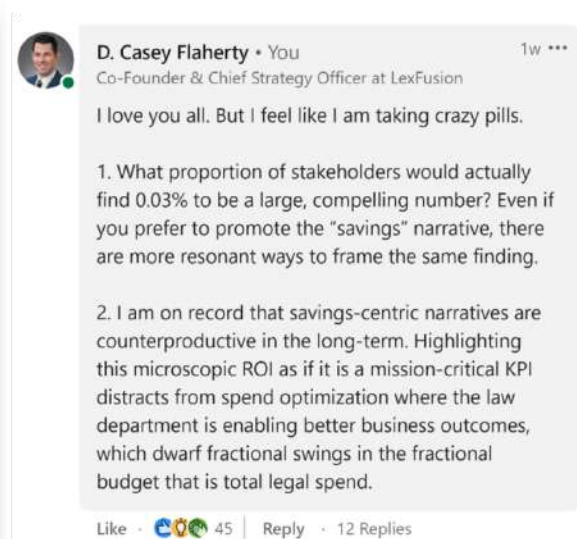 D. Casey Flaherty • You
1w •••
Co-Founder & Chief Strategy Officer at LexFusion
I love you all. But I feel like I am taking crazy pills.
1. What proportion of stakeholders would actually
find 0.03% to be a large, compelling number? Even if
you prefer to promote the “savings” narrative, there
are more resonant ways to frame the same finding.
2. I am on record that savings-centric narratives are
counterproductive in the long-term. Highlighting
this microscopic ROI as if it is a mission-critical KPI
distracts from spend optimization where the law
department is enabling better business outcomes,
which dwarf fractional swings in the fractional
budget that is total legal spend.
Like · 45 | Reply · 12 Replies